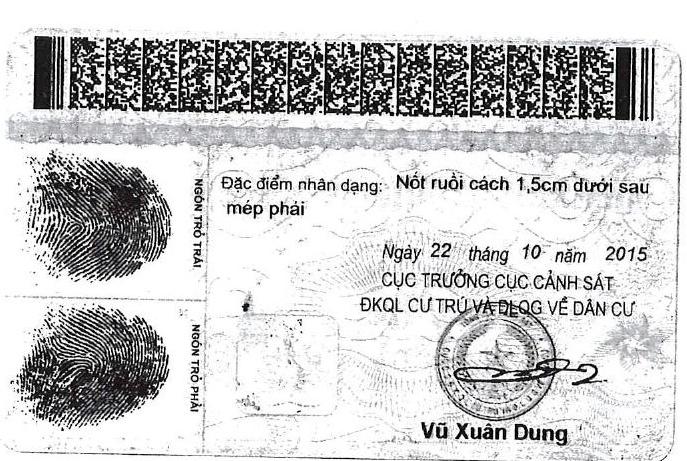 NGÓN TRỎ TRÁI
NGÓN TRỎ PHẢI
Đặc điểm nhân dạng: Nốt ruồi cách 1,5cm dưới sau
mép phải
Ngày 22 tháng 10 năm 2015
CỤC TRƯỞNG CỤC CẢNH SÁT
ĐKQL CƯ TRÚ VÀ DLQG VỀ DÂN CƯ
Vũ Xuân Dung